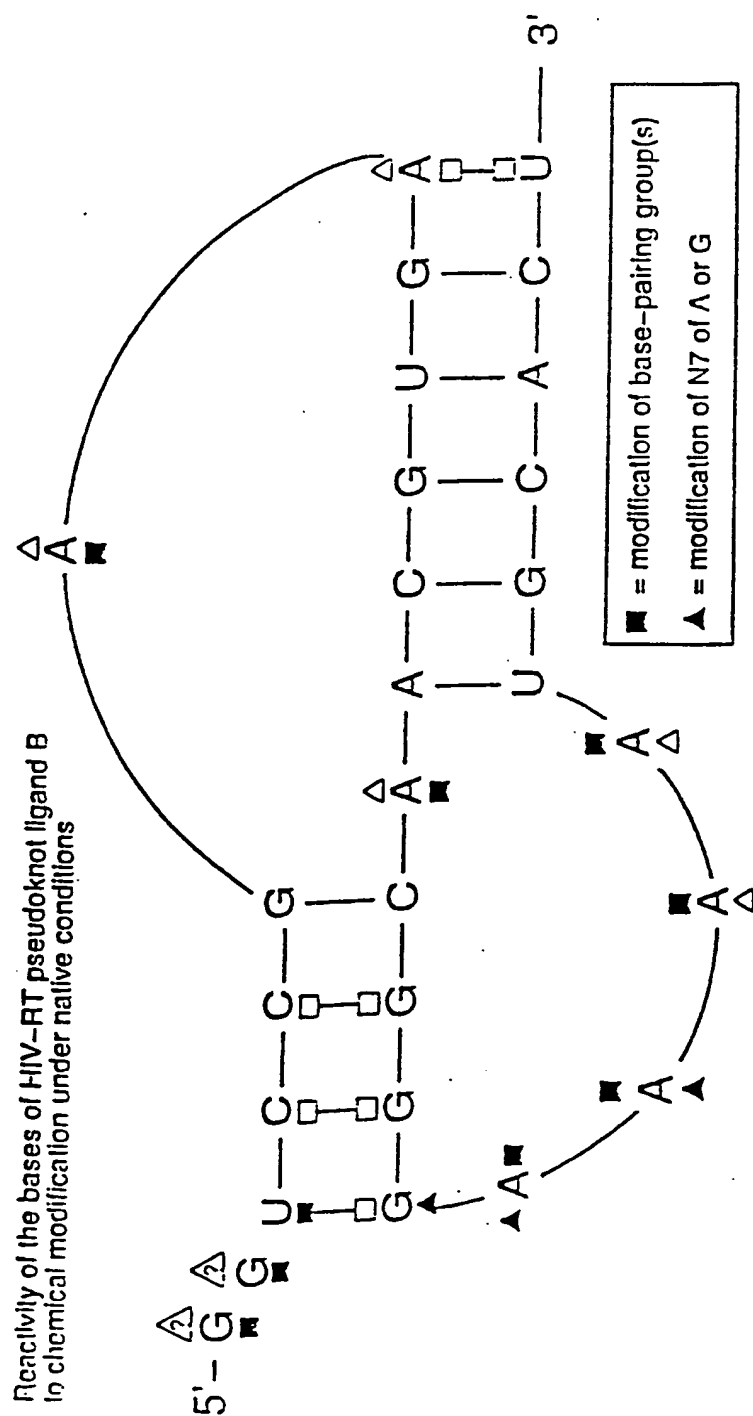 Reactivity of the bases of HIV–RT pseudoknot ligand B
to chemical modification under native conditions
A
? ?
5'– G G U C C G
G G G C A A C G U G A
U G C A C U 3'
A A A A
= modification of base–pairing group(s)
= modification of N7 of A or G